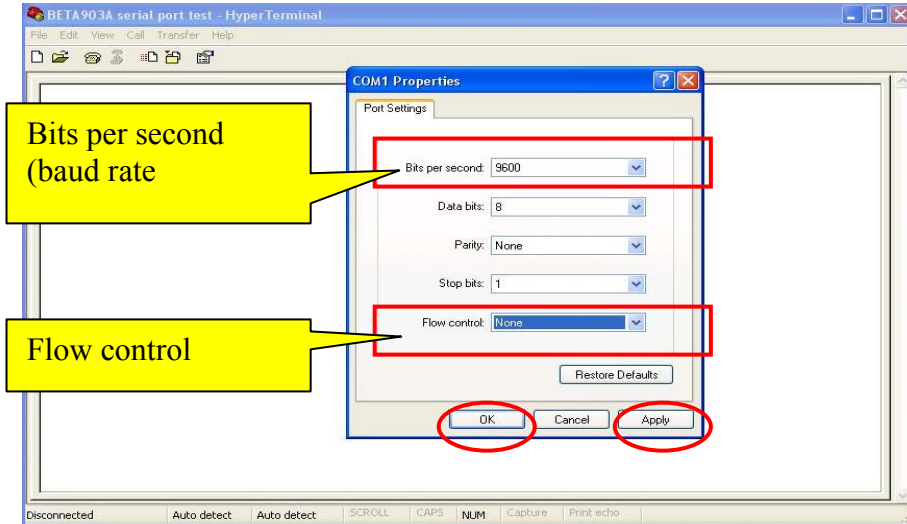 BETA903A serial port test - HyperTerminal
File Edit View Call Transfer Help
COM1 Properties
Port Settings
Bits per second
(baud rate
Bits per second: 9600
Data bits: 8
Parity: None
Stop bits: 1
Flow control: None
Flow control
Restore Defaults
OK Cancel Apply
Disconnected Auto detect Auto detect SCROLL CAPS NUM Capture Print echo